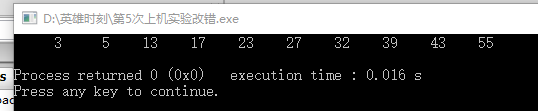 D:\英雄时刻\第5次上机实验改错.exe
3 5 13 17 23 27 32 39 43 55
Process returned 0 (0x0) execution time : 0.016 s
Press any key to continue.